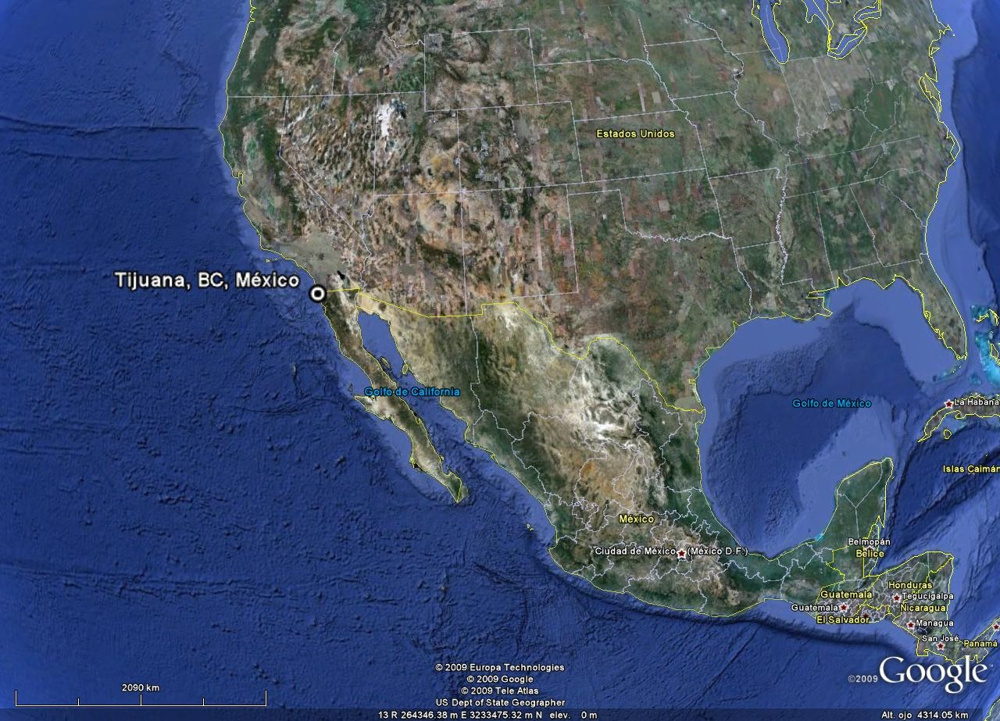 Estados Unidos
Tijuana, BC, México
Golfo de California
Golfo de México
La Habana
Islas Caimán
México
Ciudad de México (México D.F.)
Belmopán
Belice
Honduras
Guatemala
Tegucigalpa
Guatemala
Nicaragua
El Salvador
Managua
San José
Panamá
© 2009 Europa Technologies
© 2009 Google
© 2009 Tele Atlas
US Dept of State Geographer
©2009 Google™
2090 km
13 R 264346.38 m E 3233475.32 m N elev. 0 m
Alt. ojo 4314.05 km